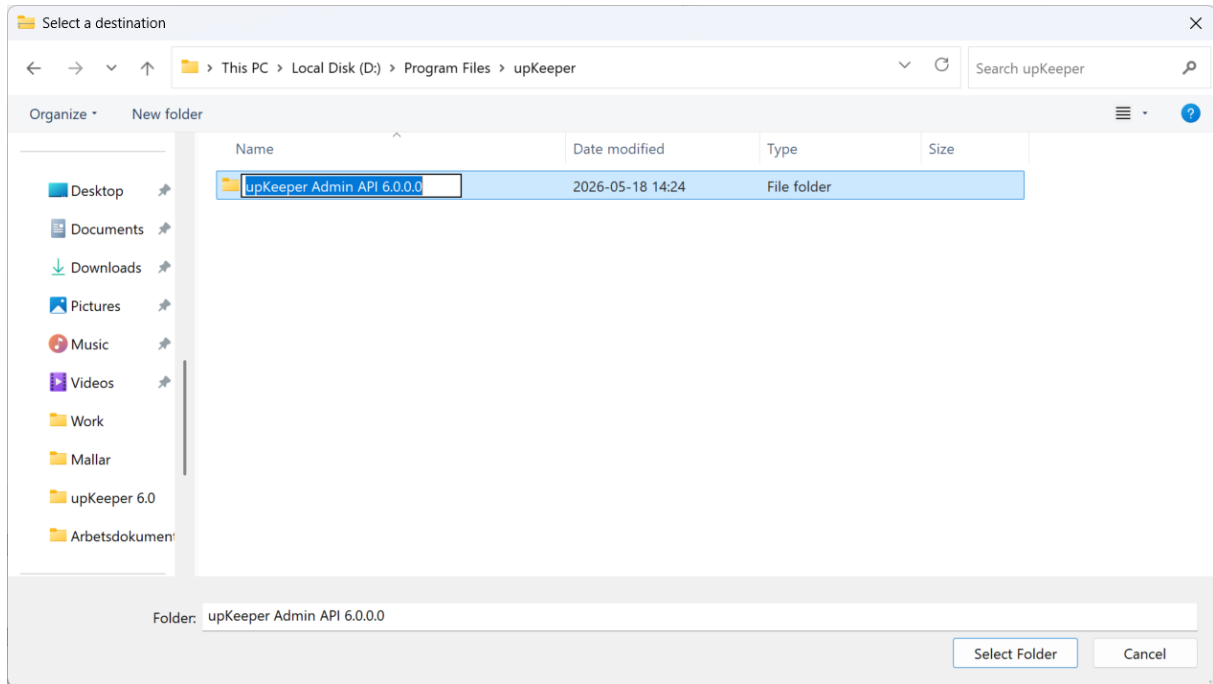 Select a destination
This PC > Local Disk (D:) > Program Files > upKeeper
Search upKeeper
Organize
New folder
Name
Date modified
Type
Size
upKeeper Admin API 6.0.0.0
2026-05-18 14:24
File folder
Desktop
Documents
Downloads
Pictures
Music
Videos
Work
Mallar
upKeeper 6.0
Arbetsdokument
Folder: upKeeper Admin API 6.0.0.0
Select Folder
Cancel